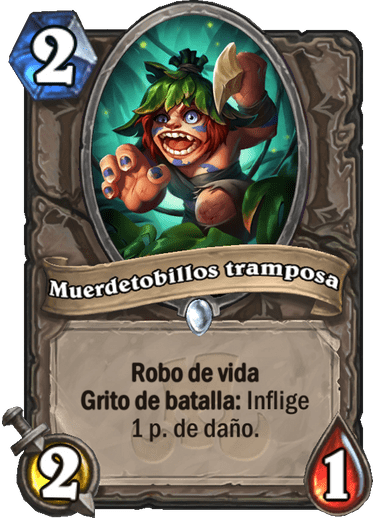 2
Muerdetobillos tramposa
Robo de vida
Grito de batalla: Inflige
1 p. de daño.
2
1